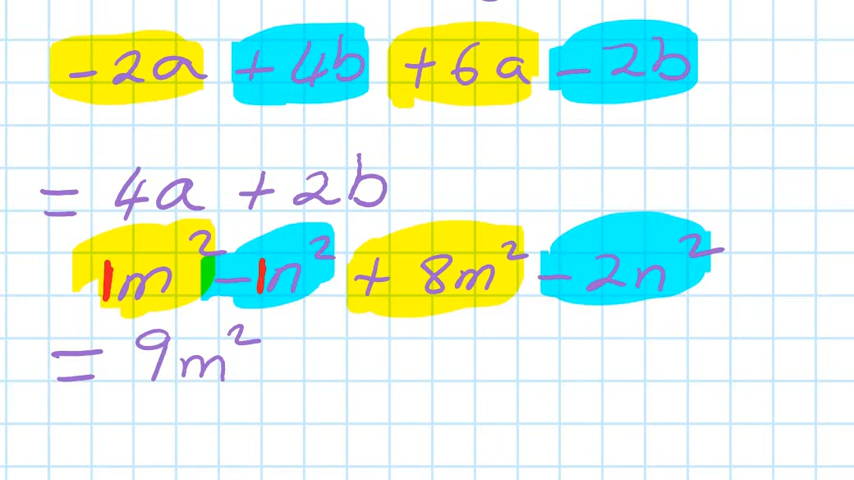 - 2a + 4b + 6a - 2b
= 4a + 2b
1m² - 1n² + 8m² - 2n²
= 9m²